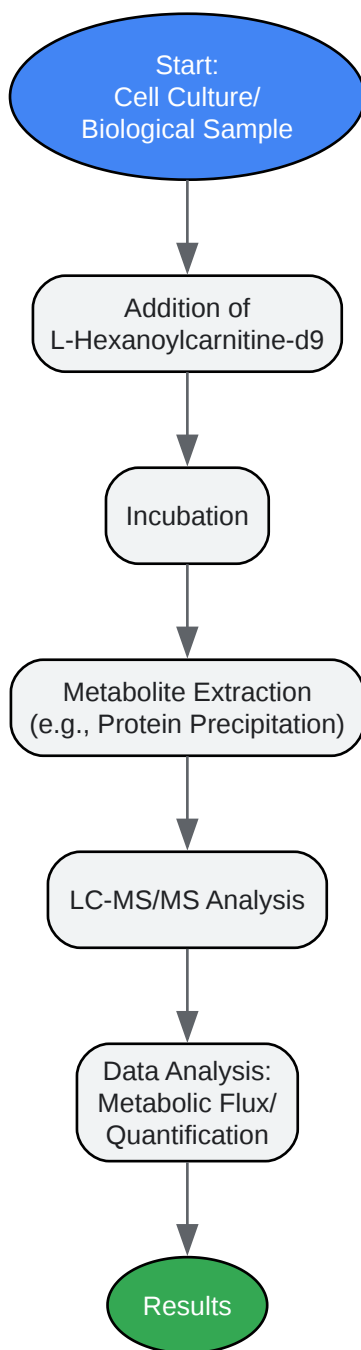 Start:
Cell Culture/
Biological Sample
Addition of
L-Hexanoylcarnitine-d9
Incubation
Metabolite Extraction
(e.g., Protein Precipitation)
LC-MS/MS Analysis
Data Analysis:
Metabolic Flux/
Quantification
Results